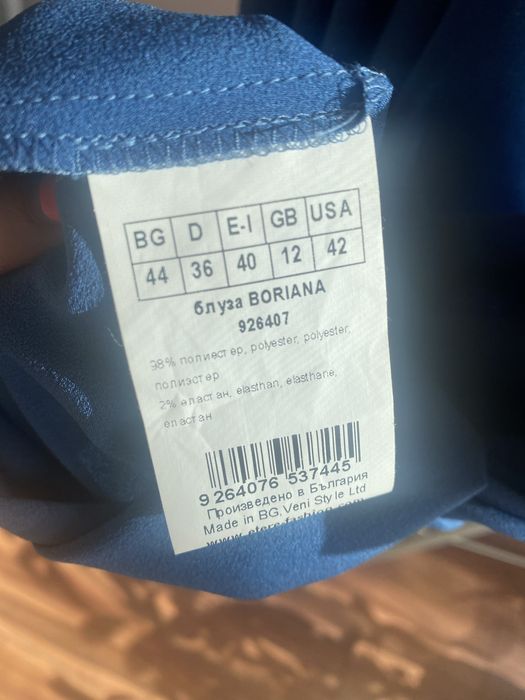 BG D E-I GB USA
44 36 40 12 42
блуза BORIANA
926407
98% полиестер, polyester, polyester,
полиэстер
2% еластан, elasthan, elasthane,
еластан
9 264076 537445
Произведено в България
Made in BG, Veni Style Ltd